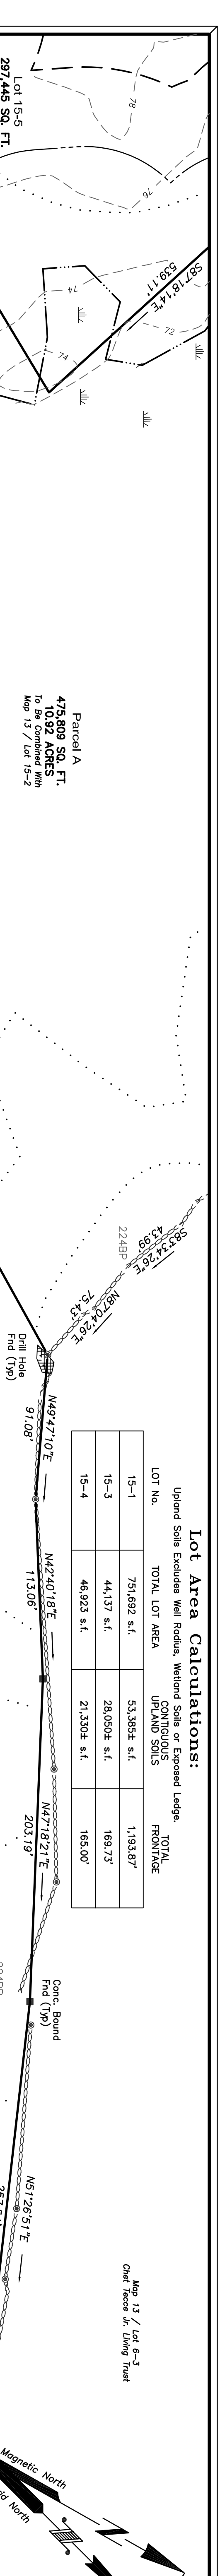 Lot 15-5
297,445 SQ. FT.
78
76
74
74
72
S87°18'14"E
539.11'
Parcel A
475,809 SQ. FT.
10.92 ACRES
To Be Combined With
Map 13 / Lot 15-2
S83°34'26"E
43.99'
224BP
N87°04'26"E
75.43'
Drill Hole
Fnd (Typ)
N49°47'10"E
91.08'
N42°40'18"E
113.06'
N47°18'21"E
203.19'
Conc. Bound
Fnd (Typ)
N51°26'51"E
Lot Area Calculations:
Upland Soils Excludes Well Radius, Wetland Soils or Exposed Ledge.
LOT No. TOTAL LOT AREA CONTIGUOUS UPLAND SOILS TOTAL FRONTAGE
15-1 751,692 s.f. 53,385± s.f. 1,193.87'
15-3 44,137 s.f. 28,050± s.f. 169.73'
15-4 46,923 s.f. 21,330± s.f. 165.00'
Map 13 / Lot 6-3
Chet Tecce Jr. Living Trust
Magnetic North
North